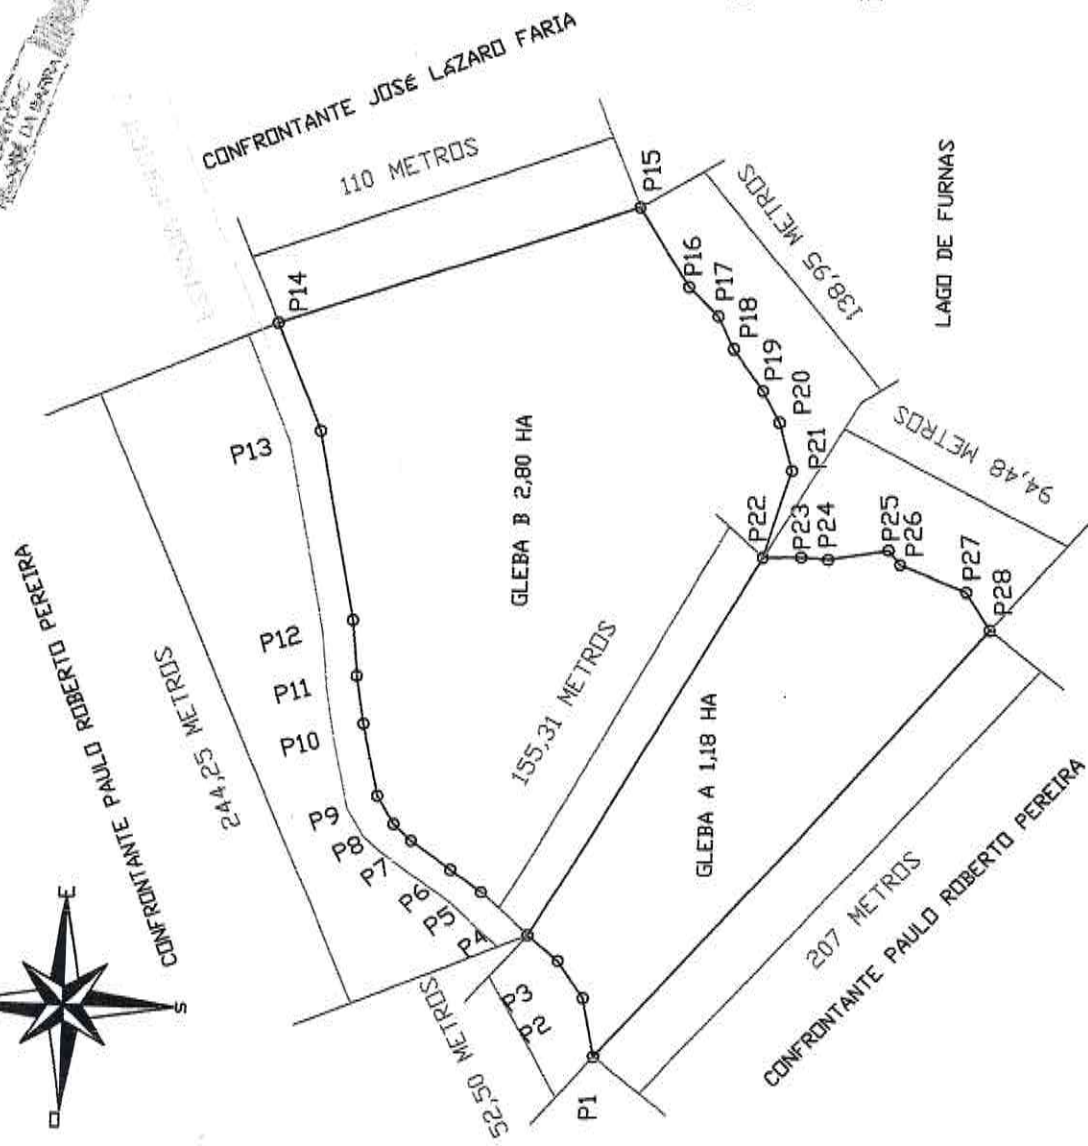 CONFRONTANTE JOSÉ LÁZARO FARIA
110 METROS
P14
P15
P16
P17
P18
P19
P20
P21
P22
P23
P24
P25
P26
P27
P28
138,95 METROS
LAGO DE FURNAS
94,48 METROS
P13
P12
P11
P10
P9
P8
P7
P6
P5
P4
P3
P2
P1
GLEBA B 2,80 HA
CONFRONTANTE PAULO ROBERTO PEREIRA
244,25 METROS
155,31 METROS
GLEBA A 1,18 HA
52,50 METROS
207 METROS
CONFRONTANTE PAULO ROBERTO PEREIRA
E
S
O